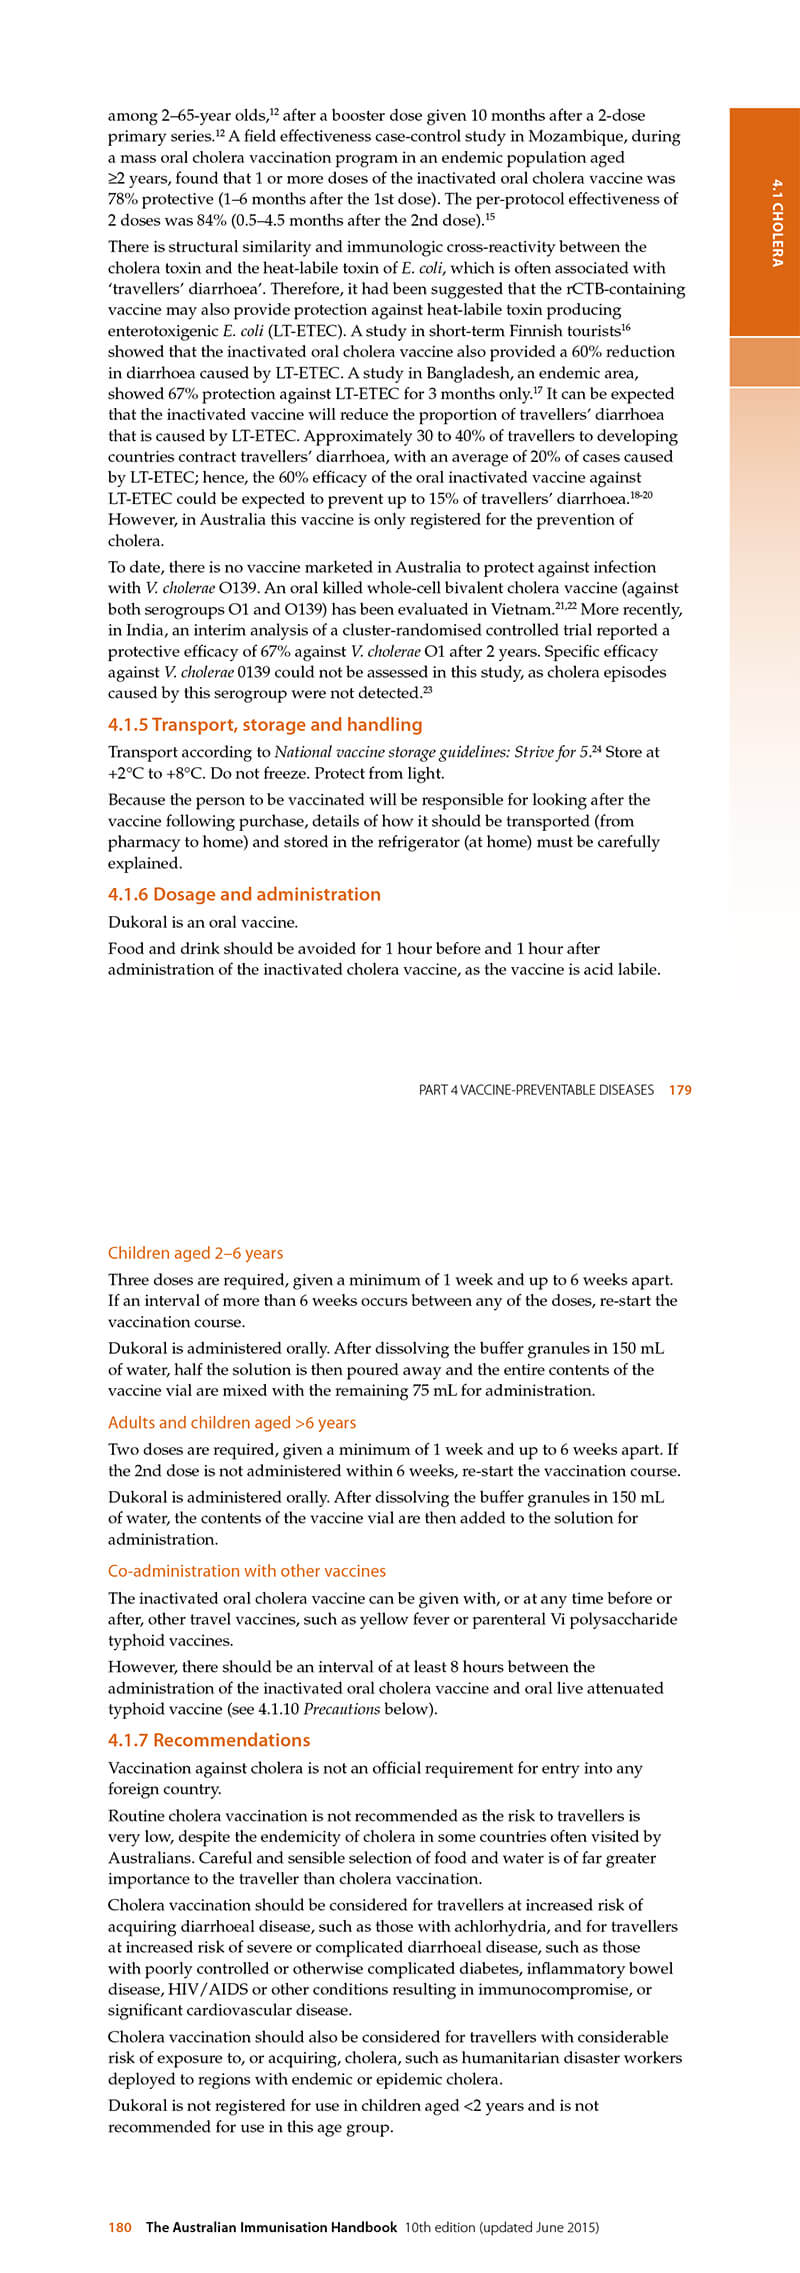 among 2–65-year olds,12 after a booster dose given 10 months after a 2-dose
primary series.12 A field effectiveness case-control study in Mozambique, during
a mass oral cholera vaccination program in an endemic population aged
≥2 years, found that 1 or more doses of the inactivated oral cholera vaccine was
78% protective (1–6 months after the 1st dose). The per-protocol effectiveness of
2 doses was 84% (0.5–4.5 months after the 2nd dose).15
There is structural similarity and immunologic cross-reactivity between the
cholera toxin and the heat-labile toxin of E. coli, which is often associated with
‘travellers’ diarrhoea’. Therefore, it had been suggested that the rCTB-containing
vaccine may also provide protection against heat-labile toxin producing
enterotoxigenic E. coli (LT-ETEC). A study in short-term Finnish tourists16
showed that the inactivated oral cholera vaccine also provided a 60% reduction
in diarrhoea caused by LT-ETEC. A study in Bangladesh, an endemic area,
showed 67% protection against LT-ETEC for 3 months only.17 It can be expected
that the inactivated vaccine will reduce the proportion of travellers’ diarrhoea
that is caused by LT-ETEC. Approximately 30 to 40% of travellers to developing
countries contract travellers’ diarrhoea, with an average of 20% of cases caused
by LT-ETEC; hence, the 60% efficacy of the oral inactivated vaccine against
LT-ETEC could be expected to prevent up to 15% of travellers’ diarrhoea.18-20
However, in Australia this vaccine is only registered for the prevention of
cholera.
To date, there is no vaccine marketed in Australia to protect against infection
with V. cholerae O139. An oral killed whole-cell bivalent cholera vaccine (against
both serogroups O1 and O139) has been evaluated in Vietnam.21,22 More recently,
in India, an interim analysis of a cluster-randomised controlled trial reported a
protective efficacy of 67% against V. cholerae O1 after 2 years. Specific efficacy
against V. cholerae 0139 could not be assessed in this study, as cholera episodes
caused by this serogroup were not detected.23
4.1.5 Transport, storage and handling
Transport according to National vaccine storage guidelines: Strive for 5.24 Store at
+2°C to +8°C. Do not freeze. Protect from light.
Because the person to be vaccinated will be responsible for looking after the
vaccine following purchase, details of how it should be transported (from
pharmacy to home) and stored in the refrigerator (at home) must be carefully
explained.
4.1.6 Dosage and administration
Dukoral is an oral vaccine.
Food and drink should be avoided for 1 hour before and 1 hour after
administration of the inactivated cholera vaccine, as the vaccine is acid labile.
4.1 CHOLERA
PART 4 VACCINE-PREVENTABLE DISEASES 179
Children aged 2–6 years
Three doses are required, given a minimum of 1 week and up to 6 weeks apart.
If an interval of more than 6 weeks occurs between any of the doses, re-start the
vaccination course.
Dukoral is administered orally. After dissolving the buffer granules in 150 mL
of water, half the solution is then poured away and the entire contents of the
vaccine vial are mixed with the remaining 75 mL for administration.
Adults and children aged >6 years
Two doses are required, given a minimum of 1 week and up to 6 weeks apart. If
the 2nd dose is not administered within 6 weeks, re-start the vaccination course.
Dukoral is administered orally. After dissolving the buffer granules in 150 mL
of water, the contents of the vaccine vial are then added to the solution for
administration.
Co-administration with other vaccines
The inactivated oral cholera vaccine can be given with, or at any time before or
after, other travel vaccines, such as yellow fever or parenteral Vi polysaccharide
typhoid vaccines.
However, there should be an interval of at least 8 hours between the
administration of the inactivated oral cholera vaccine and oral live attenuated
typhoid vaccine (see 4.1.10 Precautions below).
4.1.7 Recommendations
Vaccination against cholera is not an official requirement for entry into any
foreign country.
Routine cholera vaccination is not recommended as the risk to travellers is
very low, despite the endemicity of cholera in some countries often visited by
Australians. Careful and sensible selection of food and water is of far greater
importance to the traveller than cholera vaccination.
Cholera vaccination should be considered for travellers at increased risk of
acquiring diarrhoeal disease, such as those with achlorhydria, and for travellers
at increased risk of severe or complicated diarrhoeal disease, such as those
with poorly controlled or otherwise complicated diabetes, inflammatory bowel
disease, HIV/AIDS or other conditions resulting in immunocompromise, or
significant cardiovascular disease.
Cholera vaccination should also be considered for travellers with considerable
risk of exposure to, or acquiring, cholera, such as humanitarian disaster workers
deployed to regions with endemic or epidemic cholera.
Dukoral is not registered for use in children aged <2 years and is not
recommended for use in this age group.
180 The Australian Immunisation Handbook 10th edition (updated June 2015)